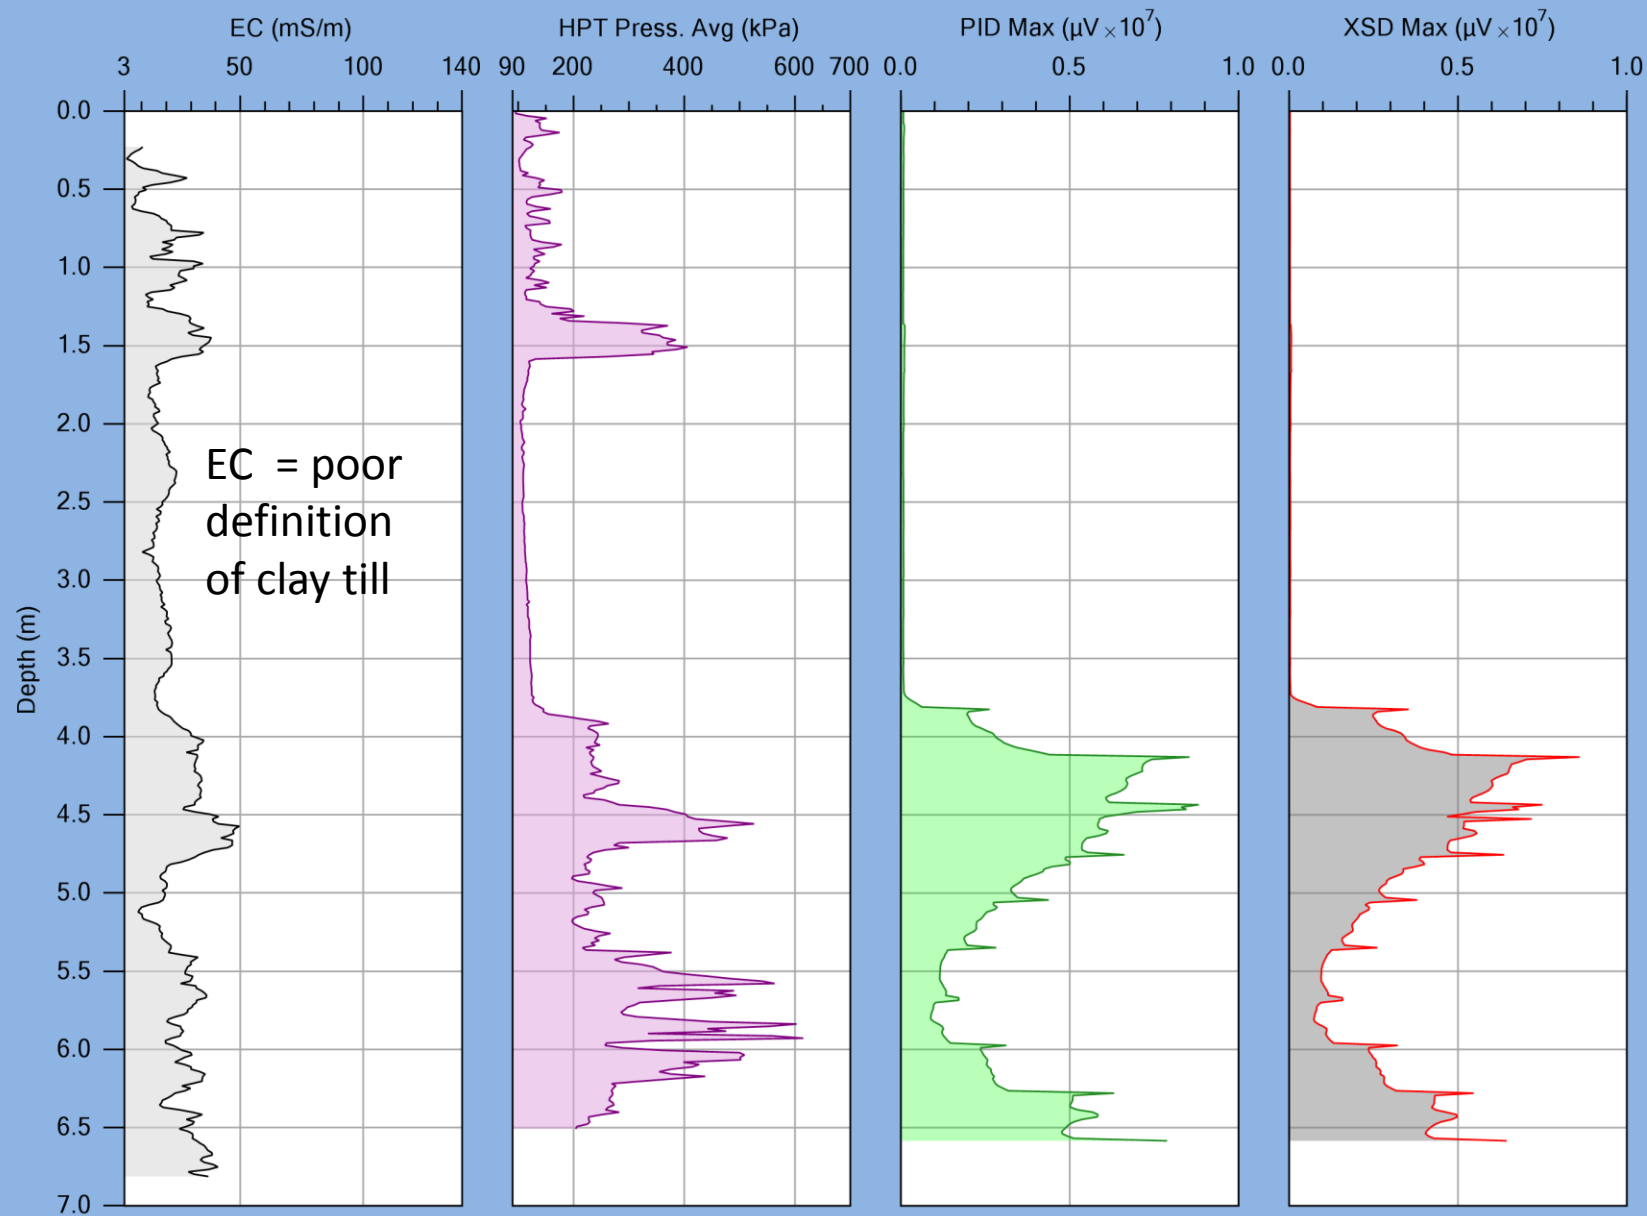 EC (mS/m)
HPT Press. Avg (kPa)
PID Max (µV × 10⁷)
XSD Max (µV × 10⁷)
3 50 100 140
90 200 400 600 700
0.0 0.5 1.0
0.0 0.5 1.0
0.0
0.5
1.0
1.5
2.0
2.5
3.0
3.5
4.0
4.5
5.0
5.5
6.0
6.5
7.0
Depth (m)
EC = poor
definition
of clay till